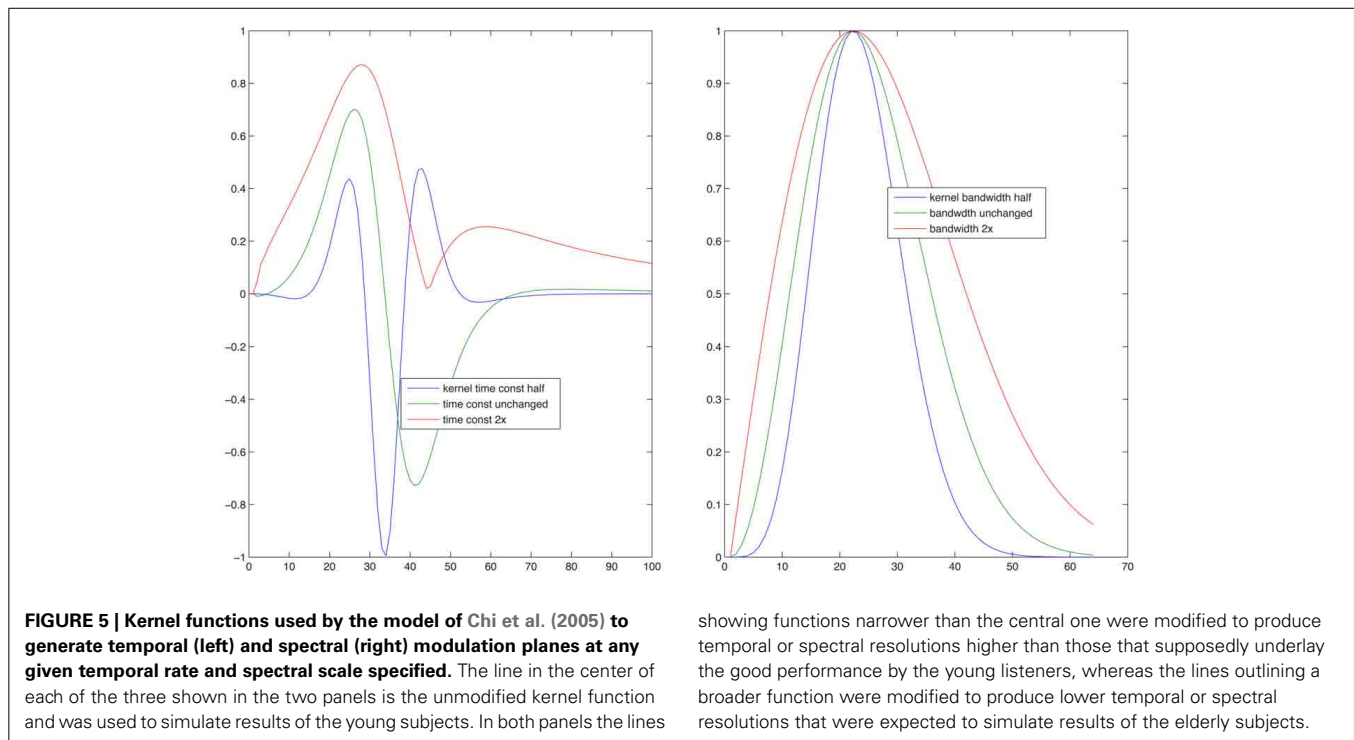 1
0.8
0.6
0.4
0.2
0
−0.2
−0.4
−0.6
−0.8
−1
0 10 20 30 40 50 60 70 80 90 100
kernel time const half
time const unchanged
time const 2x
1
0.9
0.8
0.7
0.6
0.5
0.4
0.3
0.2
0.1
0
0 10 20 30 40 50 60 70
kernel bandwidth half
bandwdth unchanged
bandwidth 2x
FIGURE 5 | Kernel functions used by the model of Chi et al. (2005) to
generate temporal (left) and spectral (right) modulation planes at any
given temporal rate and spectral scale specified. The line in the center of
each of the three shown in the two panels is the unmodified kernel function
and was used to simulate results of the young subjects. In both panels the lines
showing functions narrower than the central one were modified to produce
temporal or spectral resolutions higher than those that supposedly underlay
the good performance by the young listeners, whereas the lines outlining a
broader function were modified to produce lower temporal or spectral
resolutions that were expected to simulate results of the elderly subjects.